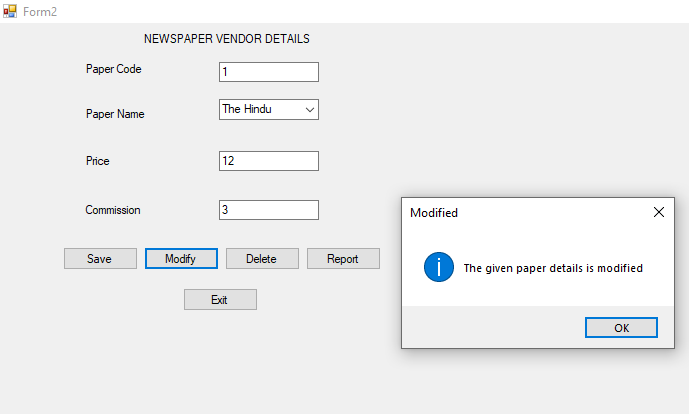 Form2
NEWSPAPER VENDOR DETAILS
Paper Code 1
Paper Name The Hindu
Price 12
Commission 3
Save Modify Delete Report
Exit
Modified
The given paper details is modified
OK